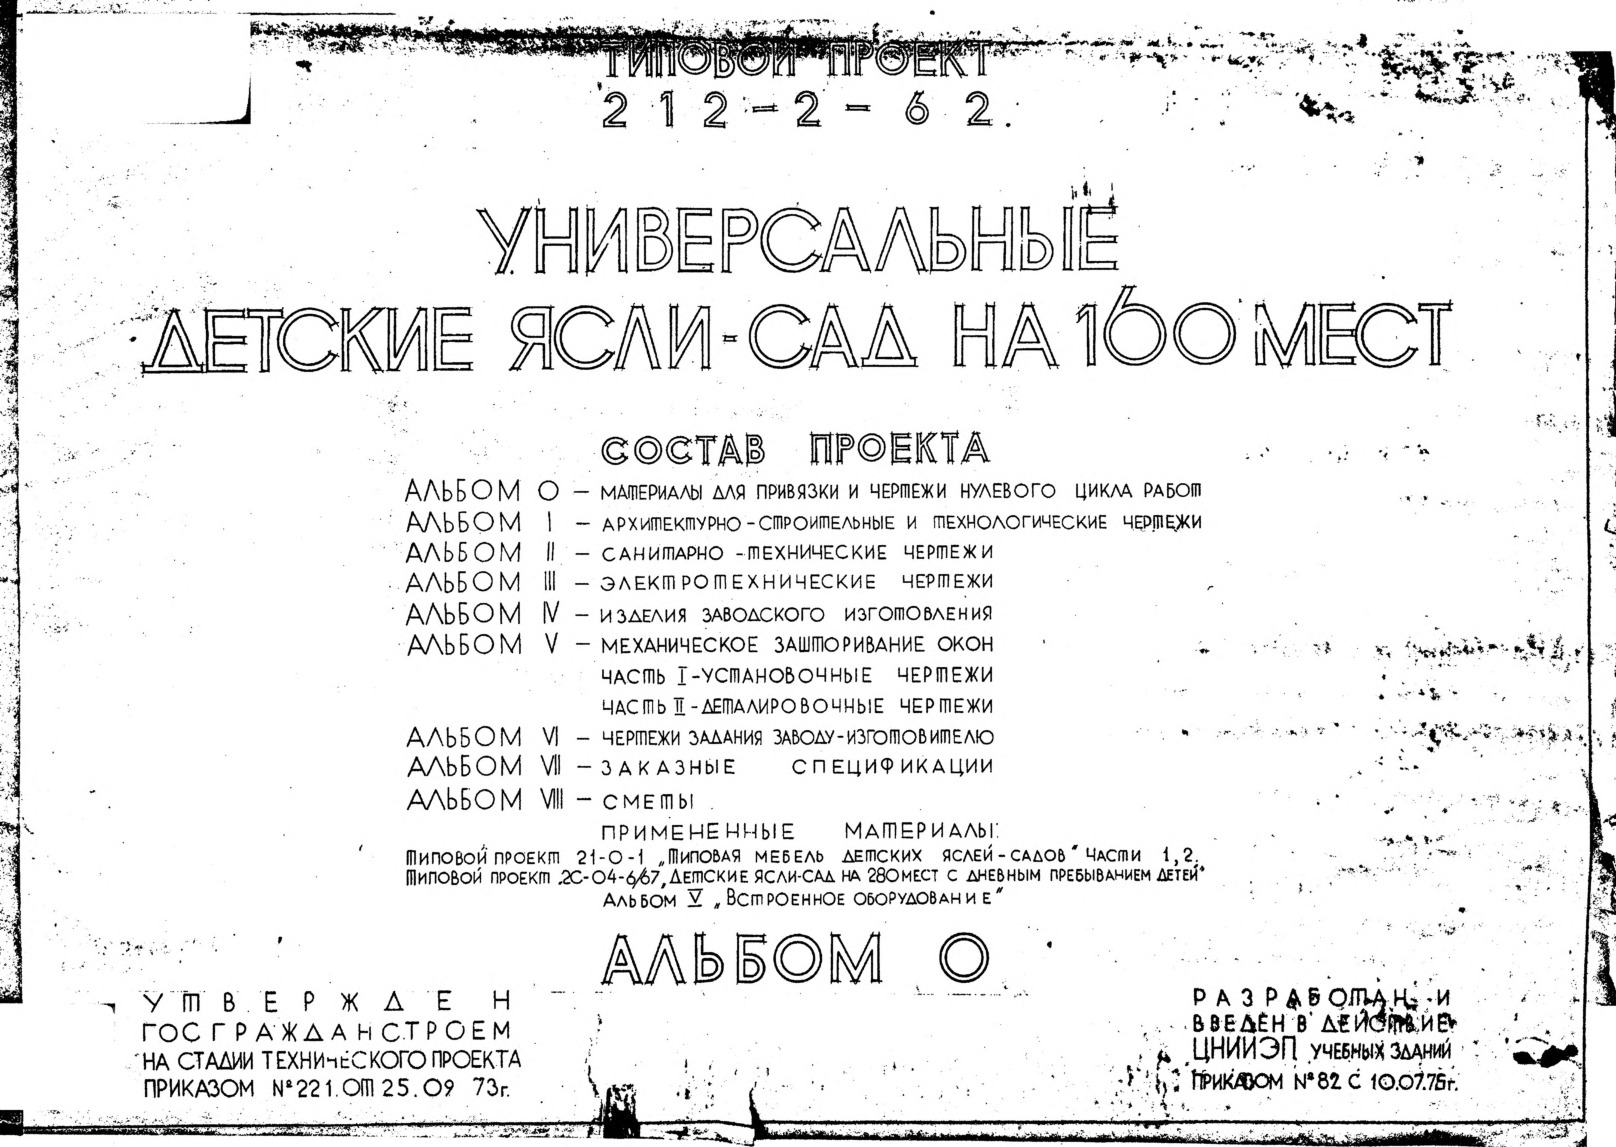 ТИПОВОЙ ПРОЕКТ
212-2-62.
УНИВЕРСАЛЬНЫЕ
ДЕТСКИЕ ЯСЛИ-САД НА 160 МЕСТ
СОСТАВ ПРОЕКТА
АЛЬБОМ 0 – МАТЕРИАЛЫ ДЛЯ ПРИВЯЗКИ И ЧЕРТЕЖИ НУЛЕВОГО ЦИКЛА РАБОТ
АЛЬБОМ I – АРХИТЕКТУРНО-СТРОИТЕЛЬНЫЕ И ТЕХНОЛОГИЧЕСКИЕ ЧЕРТЕЖИ
АЛЬБОМ II – САНИТАРНО-ТЕХНИЧЕСКИЕ ЧЕРТЕЖИ
АЛЬБОМ III – ЭЛЕКТРОТЕХНИЧЕСКИЕ ЧЕРТЕЖИ
АЛЬБОМ IV – ИЗДЕЛИЯ ЗАВОДСКОГО ИЗГОТОВЛЕНИЯ
АЛЬБОМ V – МЕХАНИЧЕСКОЕ ЗАШТОРИВАНИЕ ОКОН
ЧАСТЬ I-УСТАНОВОЧНЫЕ ЧЕРТЕЖИ
ЧАСТЬ II-ДЕТАЛИРОВОЧНЫЕ ЧЕРТЕЖИ
АЛЬБОМ VI – ЧЕРТЕЖИ ЗАДАНИЯ ЗАВОДУ-ИЗГОТОВИТЕЛЮ
АЛЬБОМ VII – ЗАКАЗНЫЕ СПЕЦИФИКАЦИИ
АЛЬБОМ VIII – СМЕТЫ
ПРИМЕНЕННЫЕ МАТЕРИАЛЫ:
ТИПОВОЙ ПРОЕКТ 21-0-1 „ТИПОВАЯ МЕБЕЛЬ ДЕТСКИХ ЯСЛЕЙ-САДОВ" ЧАСТИ 1,2.
ТИПОВОЙ ПРОЕКТ 2С-04-6/67 „ДЕТСКИЕ ЯСЛИ-САД НА 280 МЕСТ С ДНЕВНЫМ ПРЕБЫВАНИЕМ ДЕТЕЙ"
АЛЬБОМ V „ВСТРОЕННОЕ ОБОРУДОВАНИЕ"
АЛЬБОМ 0
УТВЕРЖДЕН
ГОСГРАЖДАНСТРОЕМ
НА СТАДИИ ТЕХНИЧЕСКОГО ПРОЕКТА
ПРИКАЗОМ №221 ОТ 25.09 73г.
РАЗРАБОТАН И
ВВЕДЕН В ДЕЙСТВИЕ
ЦНИИЭП УЧЕБНЫХ ЗДАНИЙ
ПРИКАЗОМ №82 С 10.07.75г.